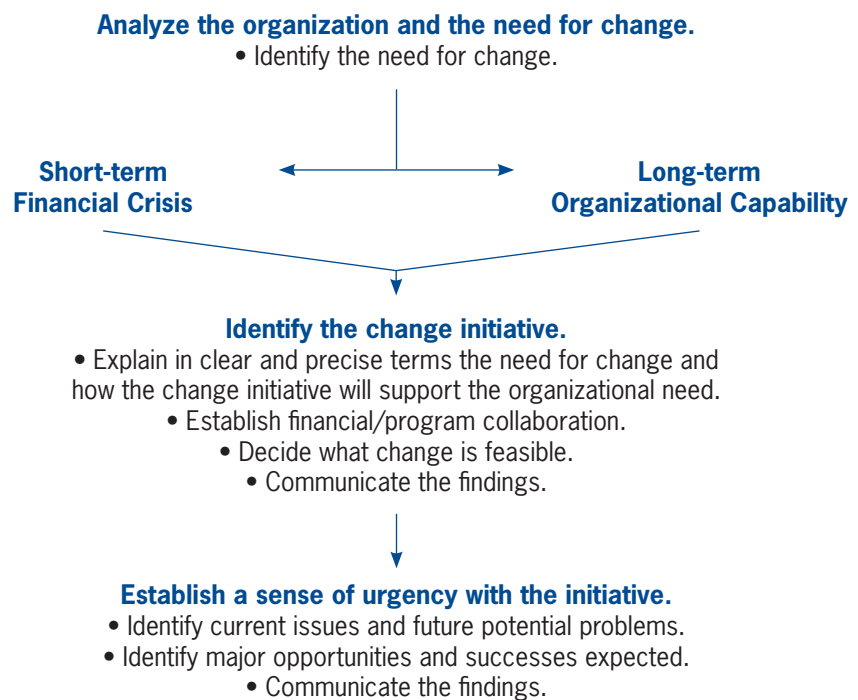 Analyze the organization and the need for change.
• Identify the need for change.
Short-term
Financial Crisis
Long-term
Organizational Capability
Identify the change initiative.
• Explain in clear and precise terms the need for change and
how the change initiative will support the organizational need.
• Establish financial/program collaboration.
• Decide what change is feasible.
• Communicate the findings.
Establish a sense of urgency with the initiative.
• Identify current issues and future potential problems.
• Identify major opportunities and successes expected.
• Communicate the findings.